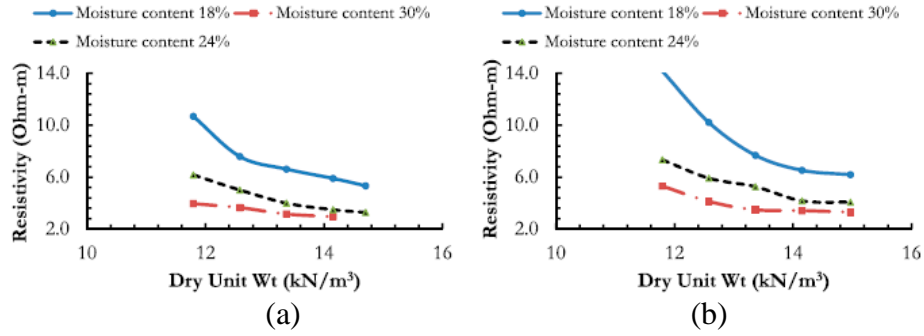 Moisture content 18% Moisture content 30%
Moisture content 24%
14.0
10.0
6.0
2.0
Resistivity (Ohm-m)
10 12 14 16
Dry Unit Wt (kN/m³)
(a)
Moisture content 18% Moisture content 30%
Moisture content 24%
14.0
10.0
6.0
2.0
Resistivity (Ohm-m)
10 12 14 16
Dry Unit Wt (kN/m³)
(b)